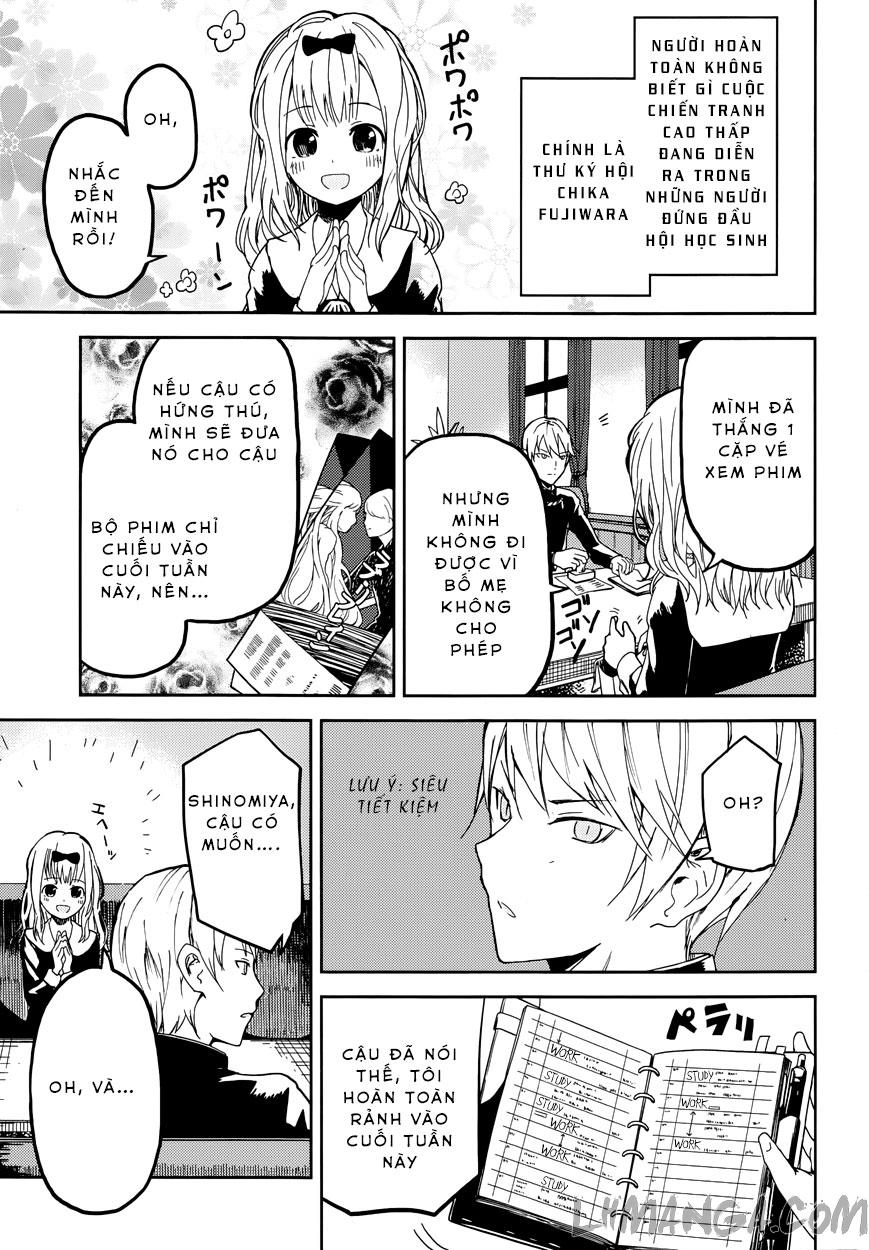 NGƯỜI HOÀN
TOÀN KHÔNG
BIẾT GÌ CUỘC
CHIẾN TRANH
CAO THẤP
ĐANG DIỄN
RA TRONG
NHỮNG NGƯỜI
ĐỨNG ĐẦU
HỘI HỌC SINH
CHÍNH LÀ
THƯ KÝ HỘI
CHIKA
FUJIWARA
ポワポワ
ポワーン
OH,
NHẮC
ĐẾN
MÌNH
RỒI!
MÌNH ĐÃ
THẮNG 1
CẶP VÉ
XEM PHIM
NHƯNG
MÌNH
KHÔNG ĐI
ĐƯỢC VÌ
BỐ MẸ
KHÔNG
CHO
PHÉP
ゴソ
ゴソ
NẾU CẬU CÓ
HỨNG THÚ,
MÌNH SẼ ĐƯA
NÓ CHO CẬU
BỘ PHIM CHỈ
CHIẾU VÀO
CUỐI TUẦN
NÀY, NÊN...
OH?
LƯU Ý: SIÊU
TIẾT KIỆM
SHINOMIYA,
CẬU CÓ
MUỐN....
エヘーッ
OH, VÀ...
ペラッ
WORK
STUDY
STUDY
WORK
WORK
STUDY
STUDY
WORK
WORK
CẬU ĐÃ NÓI
THẾ, TÔI
HOÀN TOÀN
RẢNH VÀO
CUỐI TUẦN
NÀY
LIIMANGA.COM